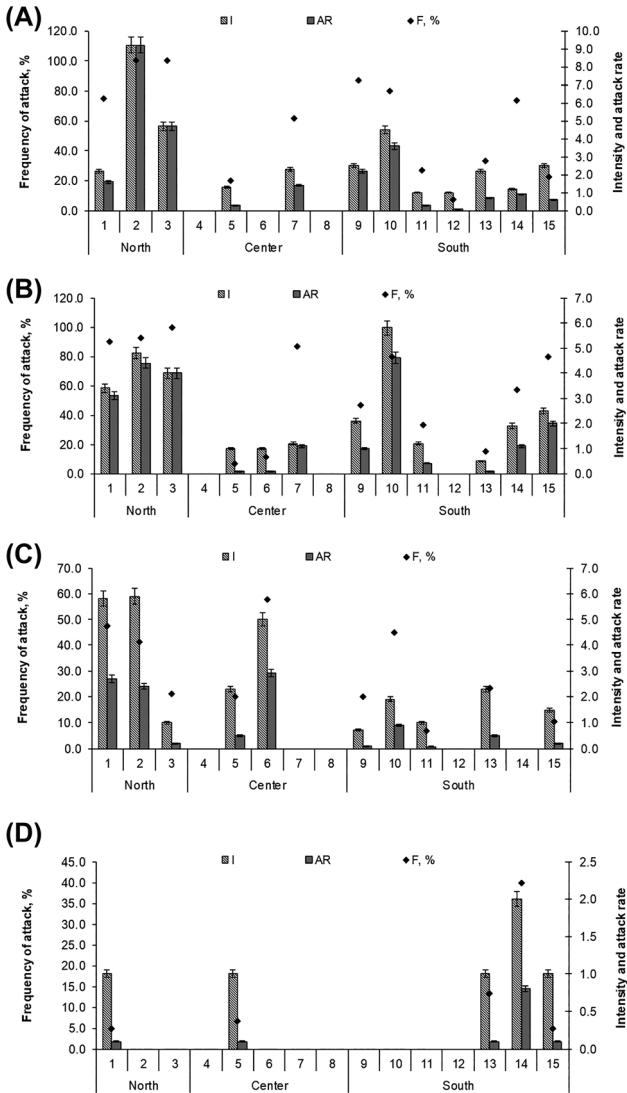 (A)
I AR F, %
Frequency of attack, %
120.0
100.0
80.0
60.0
40.0
20.0
0.0
10.0
9.0
8.0
7.0
6.0
5.0
4.0
3.0
2.0
1.0
0.0
Intensity and attack rate
1 2 3 4 5 6 7 8 9 10 11 12 13 14 15
North Center South
(B)
I AR F, %
Frequency of attack, %
120.0
100.0
80.0
60.0
40.0
20.0
0.0
7.0
6.0
5.0
4.0
3.0
2.0
1.0
0.0
Intensity and attack rate
1 2 3 4 5 6 7 8 9 10 11 12 13 14 15
North Center South
(C)
I AR F, %
Frequency of attack, %
70.0
60.0
50.0
40.0
30.0
20.0
10.0
0.0
7.0
6.0
5.0
4.0
3.0
2.0
1.0
0.0
Intensity and attack rate
1 2 3 4 5 6 7 8 9 10 11 12 13 14 15
North Center South
(D)
I AR F, %
Frequency of attack, %
45.0
40.0
35.0
30.0
25.0
20.0
15.0
10.0
5.0
0.0
2.5
2.0
1.5
1.0
0.5
0.0
Intensity and attack rate
1 2 3 4 5 6 7 8 9 10 11 12 13 14 15
North Center South